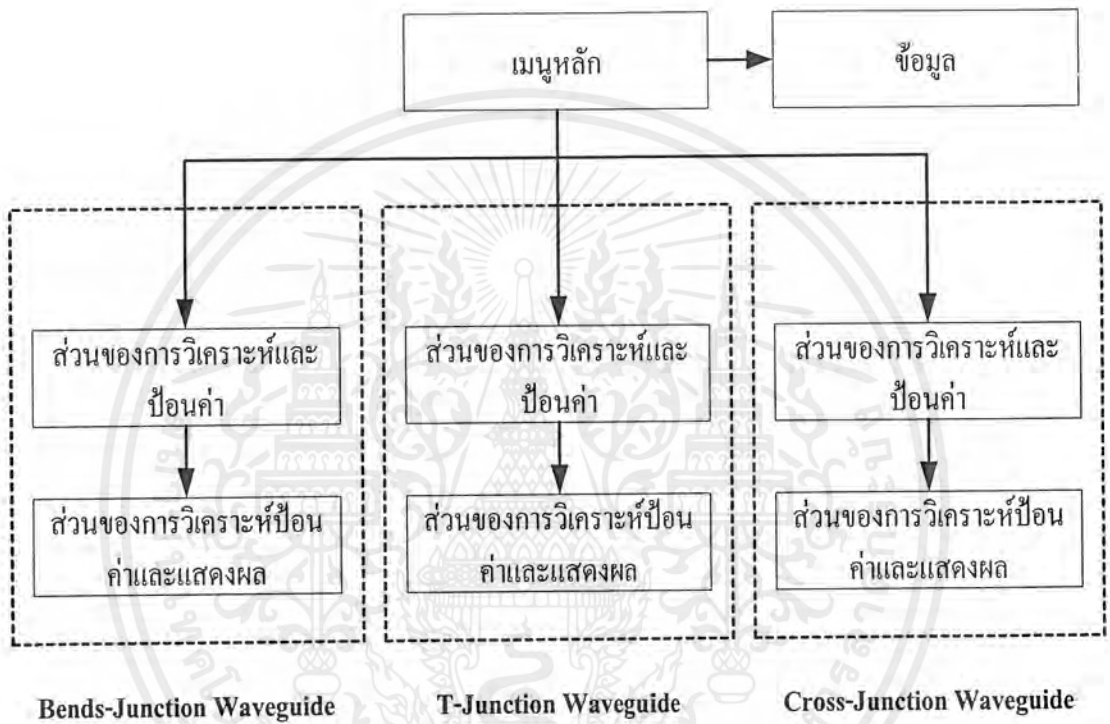 เมนูหลัก
ข้อมูล
ส่วนของการวิเคราะห์และ
ป้อนค่า
ส่วนของการวิเคราะห์ป้อน
ค่าและแสดงผล
Bends-Junction Waveguide
ส่วนของการวิเคราะห์และ
ป้อนค่า
ส่วนของการวิเคราะห์ป้อน
ค่าและแสดงผล
T-Junction Waveguide
ส่วนของการวิเคราะห์และ
ป้อนค่า
ส่วนของการวิเคราะห์ป้อน
ค่าและแสดงผล
Cross-Junction Waveguide